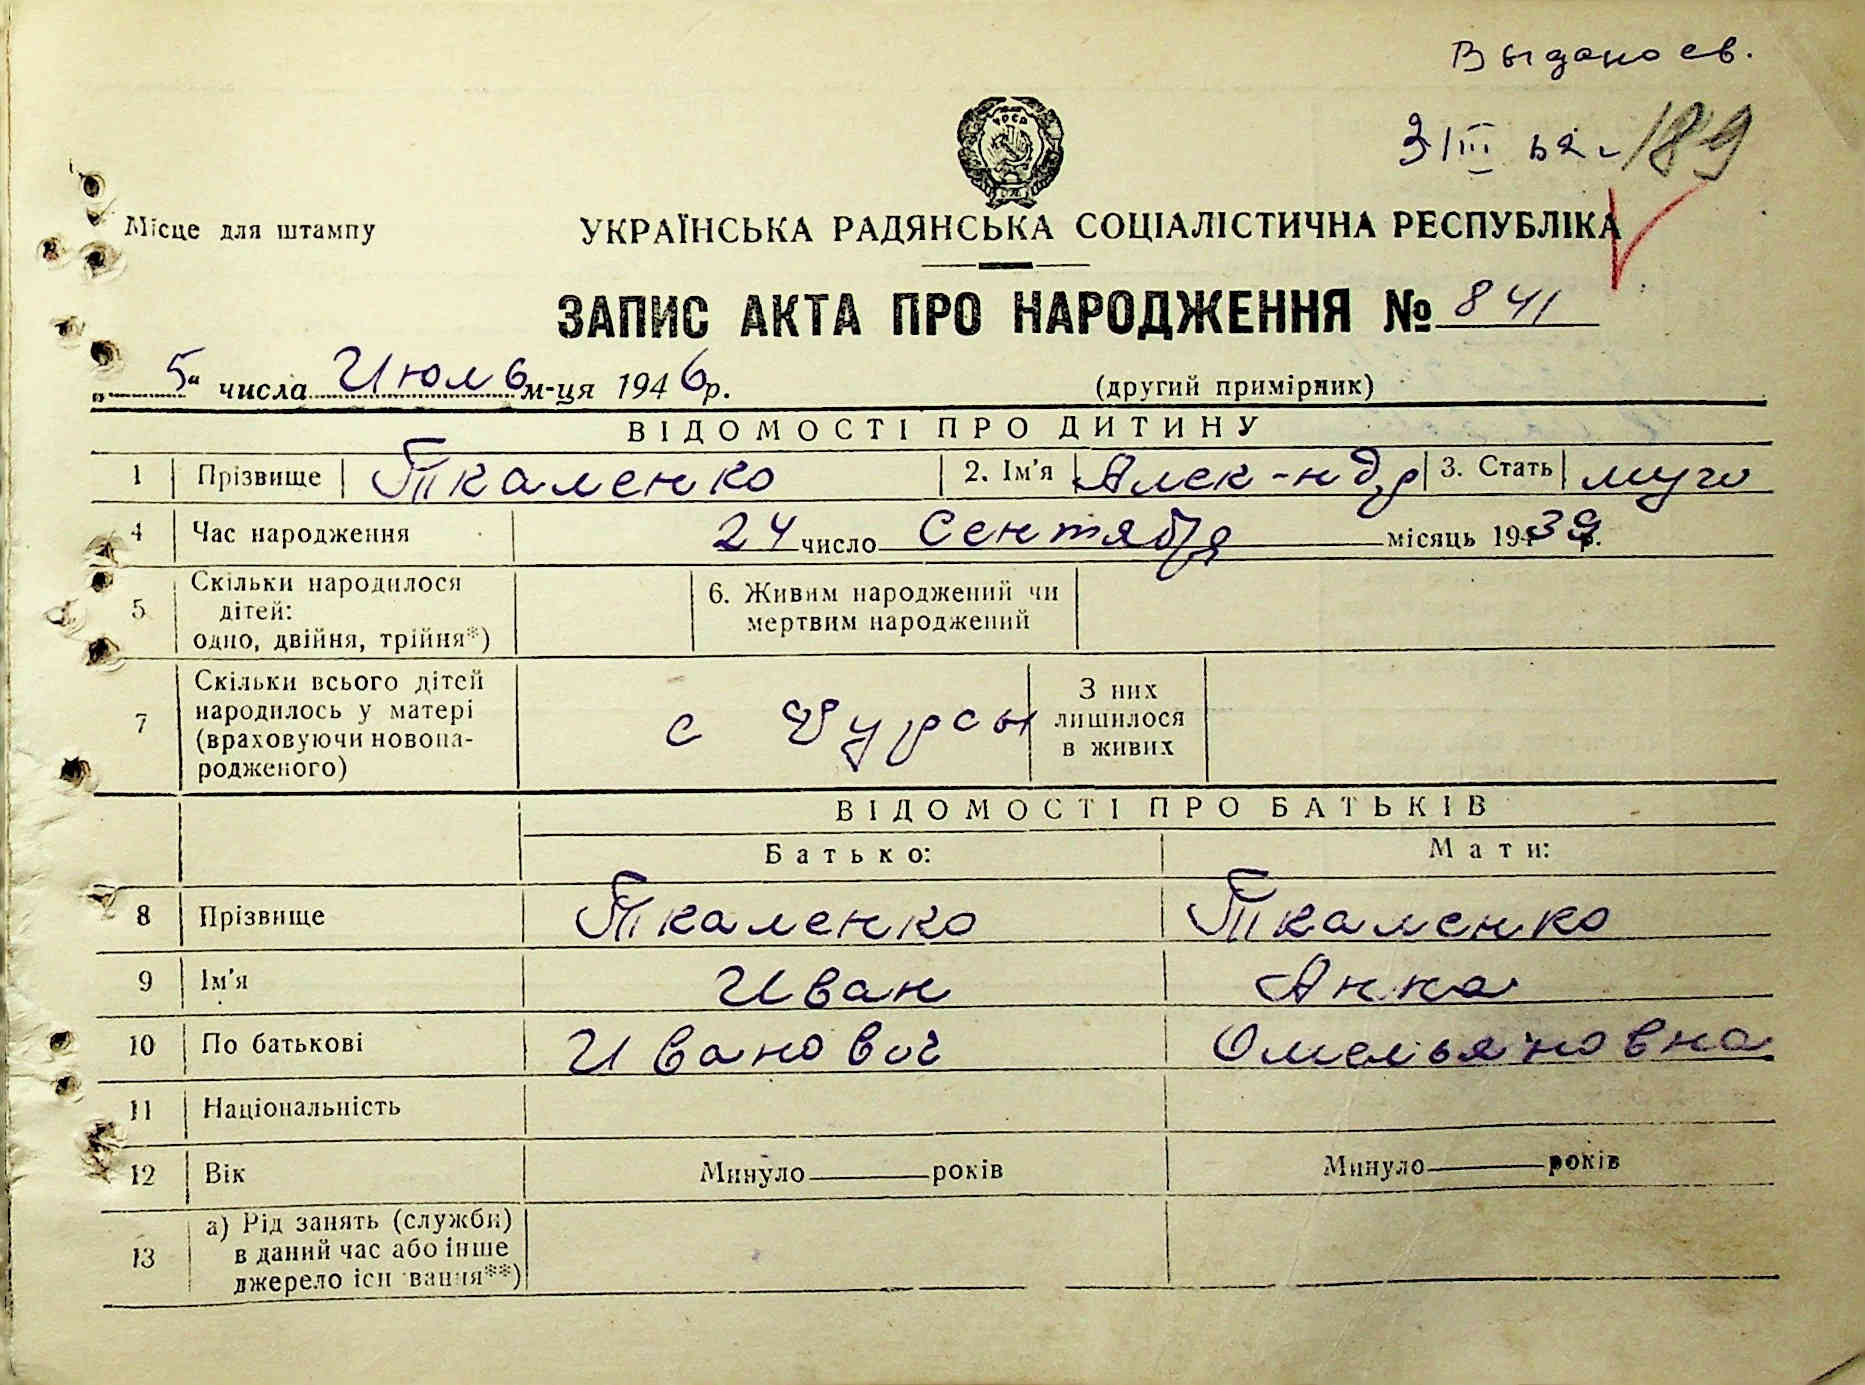 Выдано св.
3/III 62 г. 189
УРСР
Місце для штампу
УКРАЇНСЬКА РАДЯНСЬКА СОЦІАЛІСТИЧНА РЕСПУБЛІКА
ЗАПИС АКТА ПРО НАРОДЖЕННЯ № 841
„ 5 “ числа Июль м-ця 1946 р. (другий примірник)
ВІДОМОСТІ ПРО ДИТИНУ
1 Прізвище Ткаченко 2. Ім'я Алек-ндр 3. Стать муж
4 Час народження 24 число Сентября місяць 1939 р.
5 Скільки народилося дітей: одно, двійня, трійня*) 6. Живим народжений чи мертвим народжений
7 Скільки всього дітей народилось у матері (враховуючи новонародженого) с З них лишилося в живих
ВІДОМОСТІ ПРО БАТЬКІВ
Батько: Мати:
8 Прізвище Ткаченко Ткаченко
9 Ім'я Иван Анна
10 По батькові Иванович Омельяновна
11 Національність
12 Вік Минуло років Минуло років
13 а) Рід занять (служби) в даний час або інше джерело існування**)